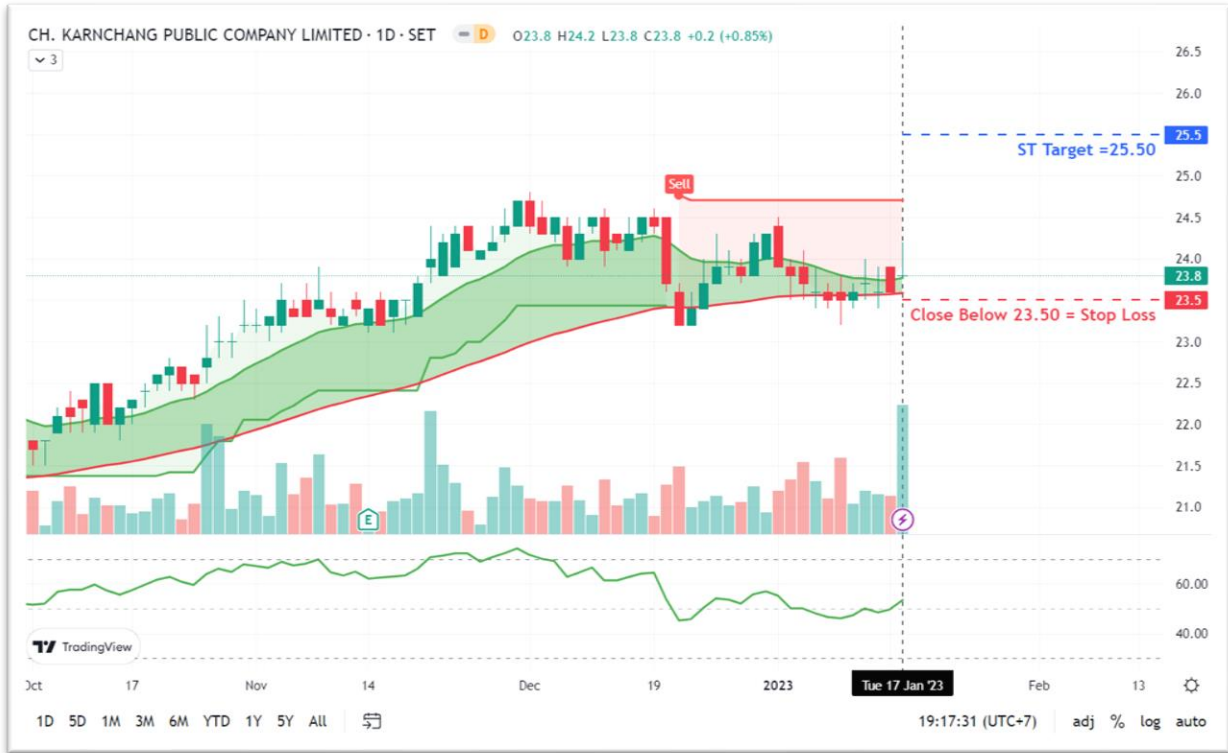 CH. KARNCHANG PUBLIC COMPANY LIMITED · 1D · SET D O23.8 H24.2 L23.8 C23.8 +0.2 (+0.85%)
3
26.5
26.0
25.5
ST Target =25.50
25.0
Sell
24.5
24.0
23.8
23.5
Close Below 23.50 = Stop Loss
23.0
22.5
22.0
21.5
21.0
E
60.00
40.00
TradingView
Oct 17 Nov 14 Dec 19 2023 Tue 17 Jan '23 Feb 13
1D 5D 1M 3M 6M YTD 1Y 5Y All 19:17:31 (UTC+7) adj % log auto